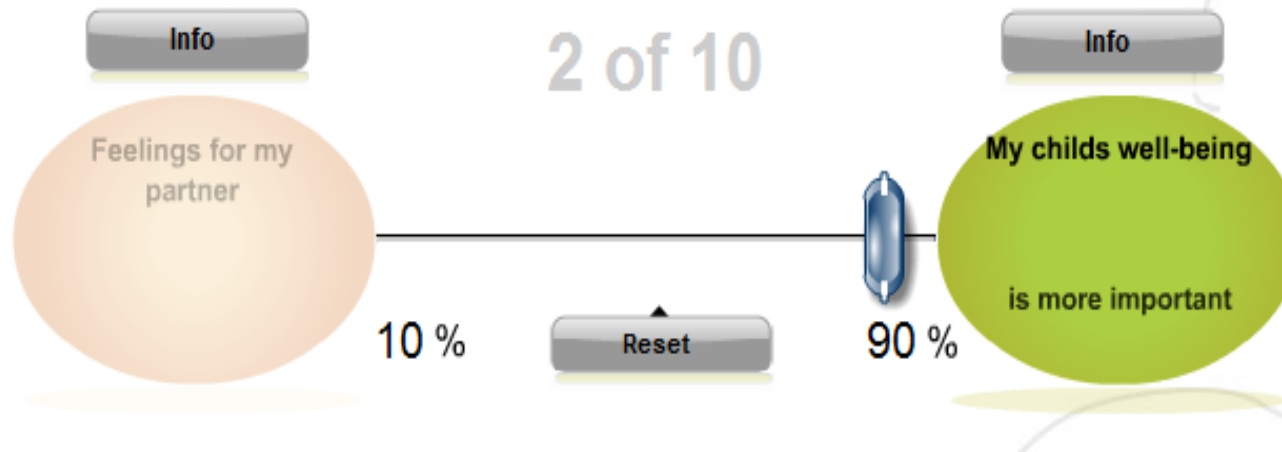 Info
2 of 10
Info
Feelings for my
partner
My childs well-being
is more important
10 %
Reset
90 %